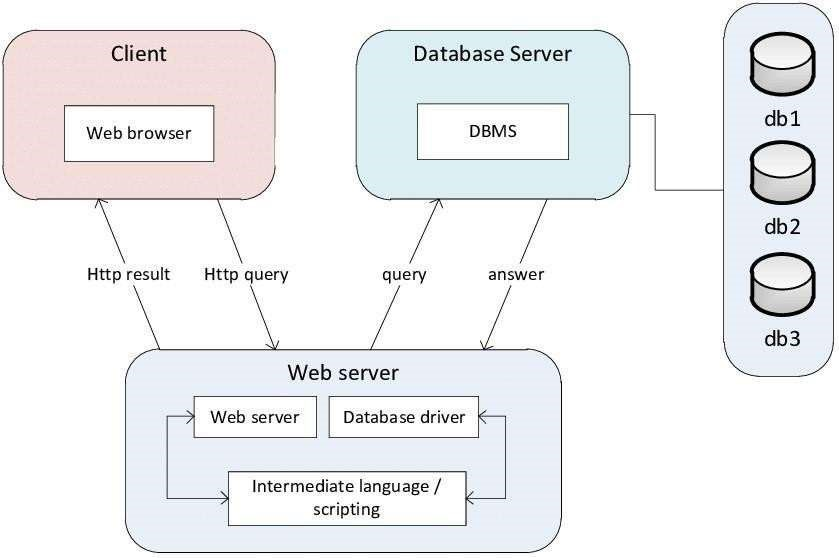 Client
Web browser
Database Server
DBMS
db1
db2
db3
Http result
Http query
query
answer
Web server
Web server
Database driver
Intermediate language /
scripting